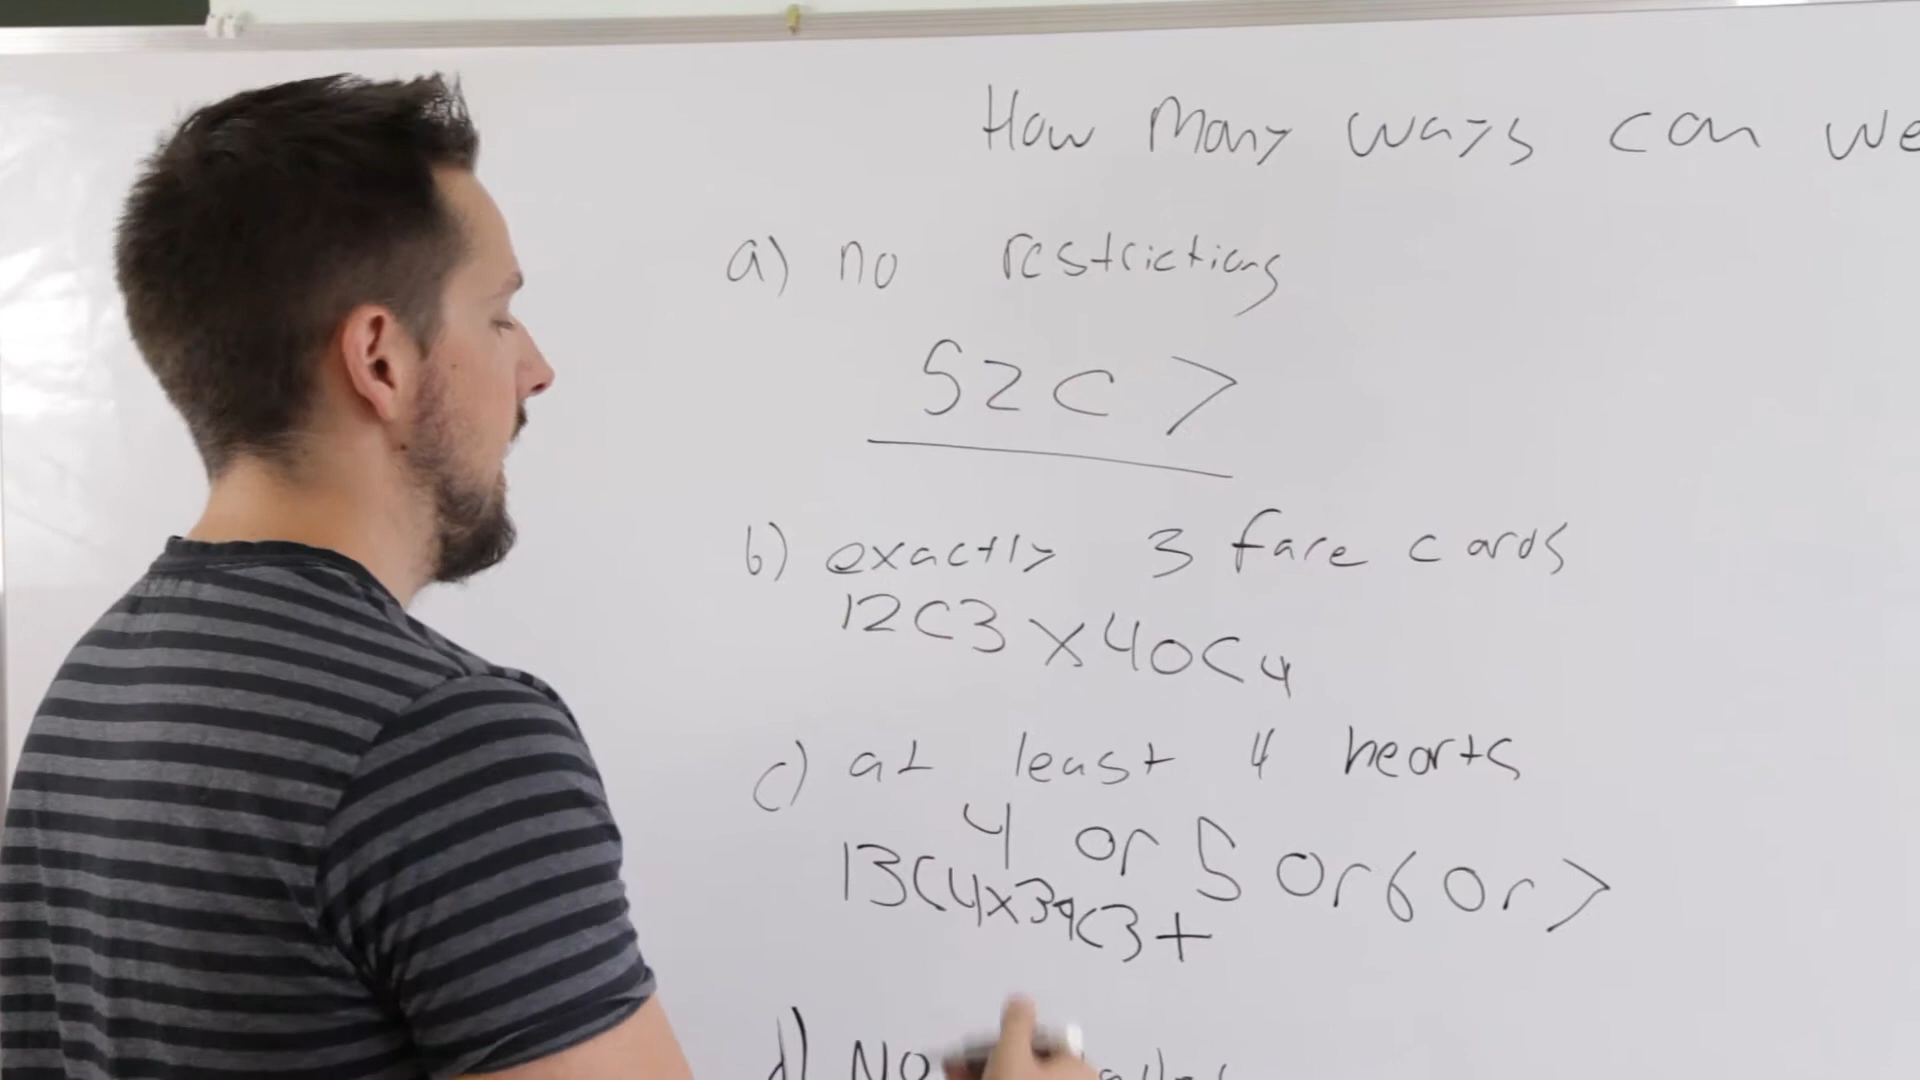 How many ways can we
a) no restrictions
52C7
b) exactly 3 face cards
12C3 x 40C4
c) at least 4 hearts
4 or 5 or 6 or 7
13C4x39C3+
d) No